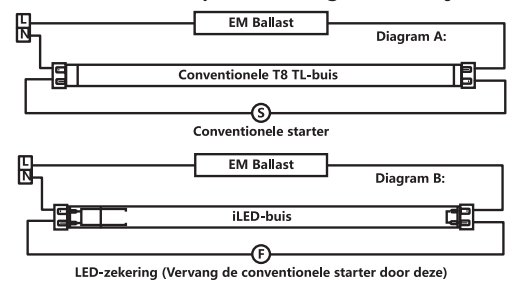 L
EM Ballast
N
Diagram A:
Conventionele T8 TL-buis
S
Conventionele starter
L
EM Ballast
N
Diagram B:
iLED-buis
F
LED-zekering (Vervang de conventionele starter door deze)